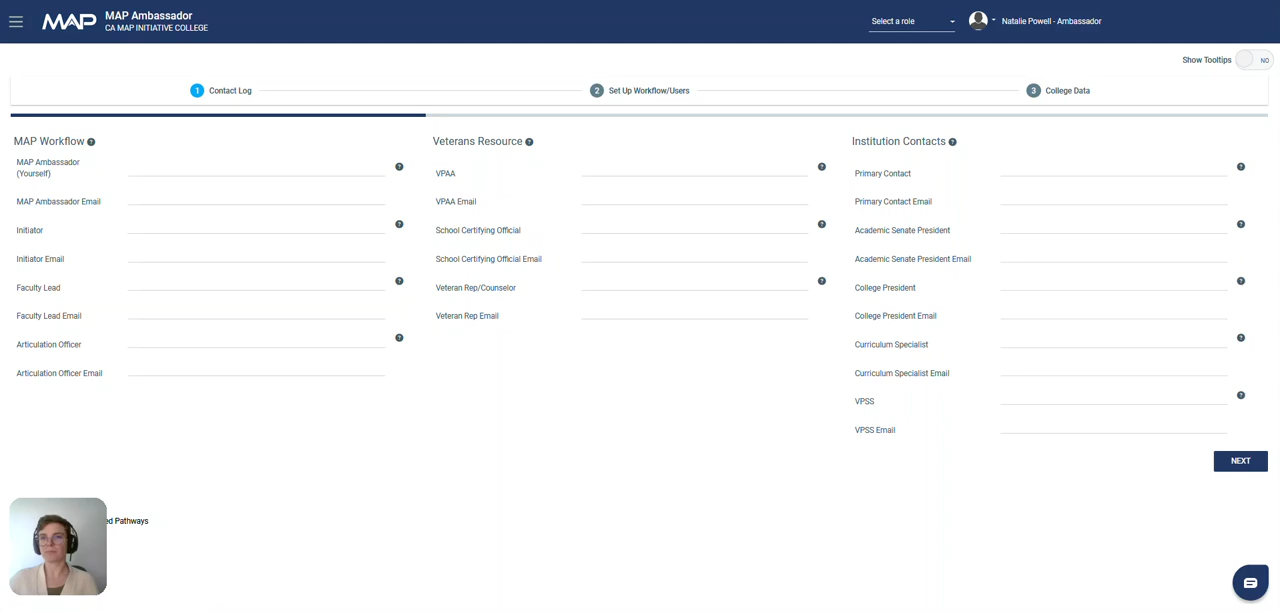 MAP
MAP Ambassador
CA MAP INITIATIVE COLLEGE
Select a role
Natalie Powell - Ambassador
Show Tooltips
NO
1 Contact Log
2 Set Up Workflow/Users
3 College Data
MAP Workflow ?
MAP Ambassador
(Yourself)
?
MAP Ambassador Email
Initiator
?
Initiator Email
Faculty Lead
?
Faculty Lead Email
Articulation Officer
?
Articulation Officer Email
Veterans Resource ?
VPAA
?
VPAA Email
School Certifying Official
?
School Certifying Official Email
Veteran Rep/Counselor
?
Veteran Rep Email
Institution Contacts ?
Primary Contact
?
Primary Contact Email
Academic Senate President
?
Academic Senate President Email
College President
?
College President Email
Curriculum Specialist
?
Curriculum Specialist Email
VPSS
?
VPSS Email
NEXT
ed Pathways